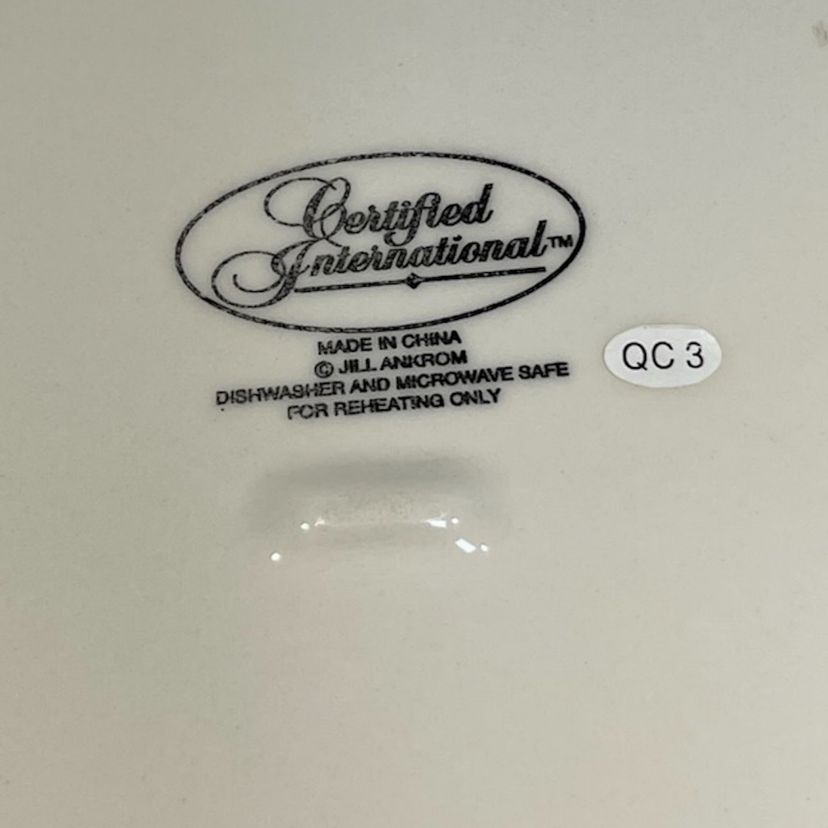 Certified
International™
MADE IN CHINA
© JILL ANKROM
DISHWASHER AND MICROWAVE SAFE
FOR REHEATING ONLY
QC 3